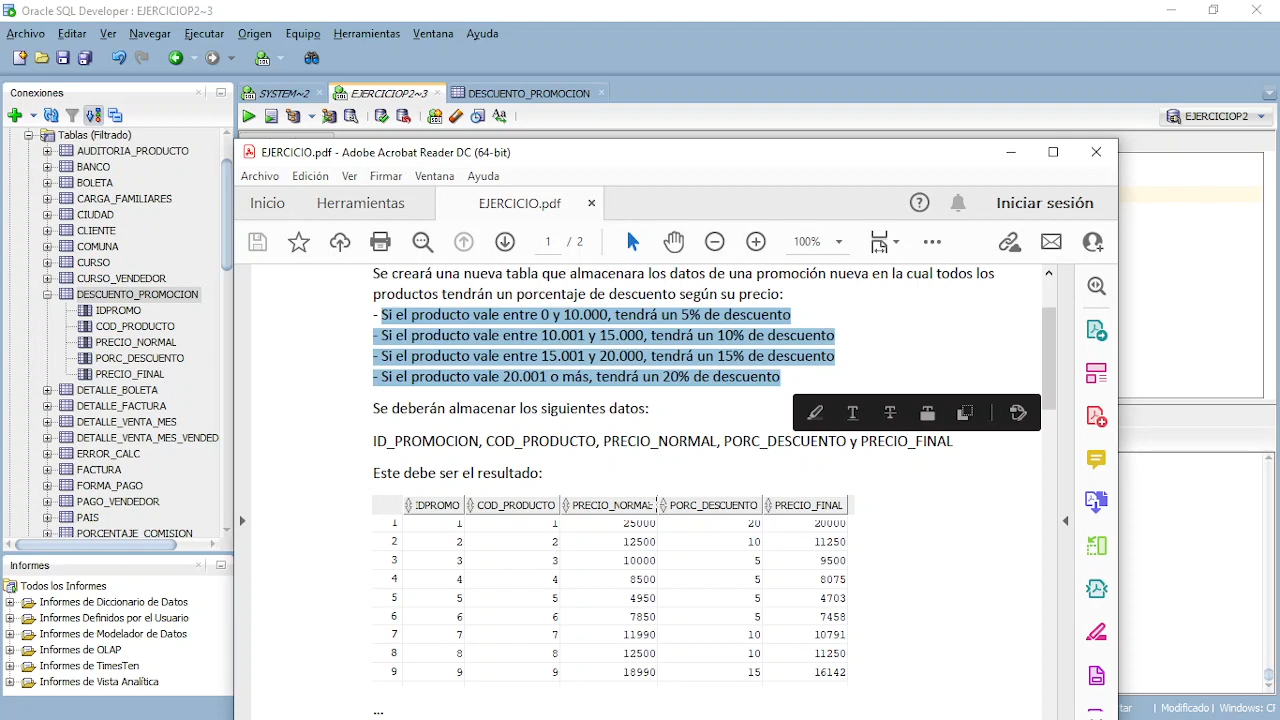 Oracle SQL Developer : EJERCICIOP2~3
Archivo Editar Ver Navegar Ejecutar Origen Equipo Herramientas Ventana Ayuda
Conexiones
SYSTEM~2
EJERCICIOP2~3
DESCUENTO_PROMOCION
EJERCICIOP2
Tablas (Filtrado)
AUDITORIA_PRODUCTO
BANCO
BOLETA
CARGA_FAMILIARES
CIUDAD
CLIENTE
COMUNA
CURSO
CURSO_VENDEDOR
DESCUENTO_PROMOCION
IDPROMO
COD_PRODUCTO
PRECIO_NORMAL
PORC_DESCUENTO
PRECIO_FINAL
DETALLE_BOLETA
DETALLE_FACTURA
DETALLE_VENTA_MES
DETALLE_VENTA_MES_VENDED
ERROR_CALC
FACTURA
FORMA_PAGO
PAGO_VENDEDOR
PAIS
PORCENTAJE_COMISION
Informes
Todos los Informes
Informes de Diccionario de Datos
Informes Definidos por el Usuario
Informes de Modelador de Datos
Informes de OLAP
Informes de TimesTen
Informes de Vista Analítica
EJERCICIO.pdf - Adobe Acrobat Reader DC (64-bit)
Archivo Edición Ver Firmar Ventana Ayuda
Inicio Herramientas EJERCICIO.pdf Iniciar sesión
1 / 2 100%
Se creará una nueva tabla que almacenara los datos de una promoción nueva en la cual todos los
productos tendrán un porcentaje de descuento según su precio:
- Si el producto vale entre 0 y 10.000, tendrá un 5% de descuento
- Si el producto vale entre 10.001 y 15.000, tendrá un 10% de descuento
- Si el producto vale entre 15.001 y 20.000, tendrá un 15% de descuento
- Si el producto vale 20.001 o más, tendrá un 20% de descuento
Se deberán almacenar los siguientes datos:
ID_PROMOCION, COD_PRODUCTO, PRECIO_NORMAL, PORC_DESCUENTO y PRECIO_FINAL
Este debe ser el resultado:
IDPROMO COD_PRODUCTO PRECIO_NORMAL PORC_DESCUENTO PRECIO_FINAL
1 1 1 25000 20 20000
2 2 2 12500 10 11250
3 3 3 10000 5 9500
4 4 4 8500 5 8075
5 5 5 4950 5 4703
6 6 6 7850 5 7458
7 7 7 11990 10 10791
8 8 8 12500 10 11250
9 9 9 18990 15 16142
...
tar Modificado Windows: CF